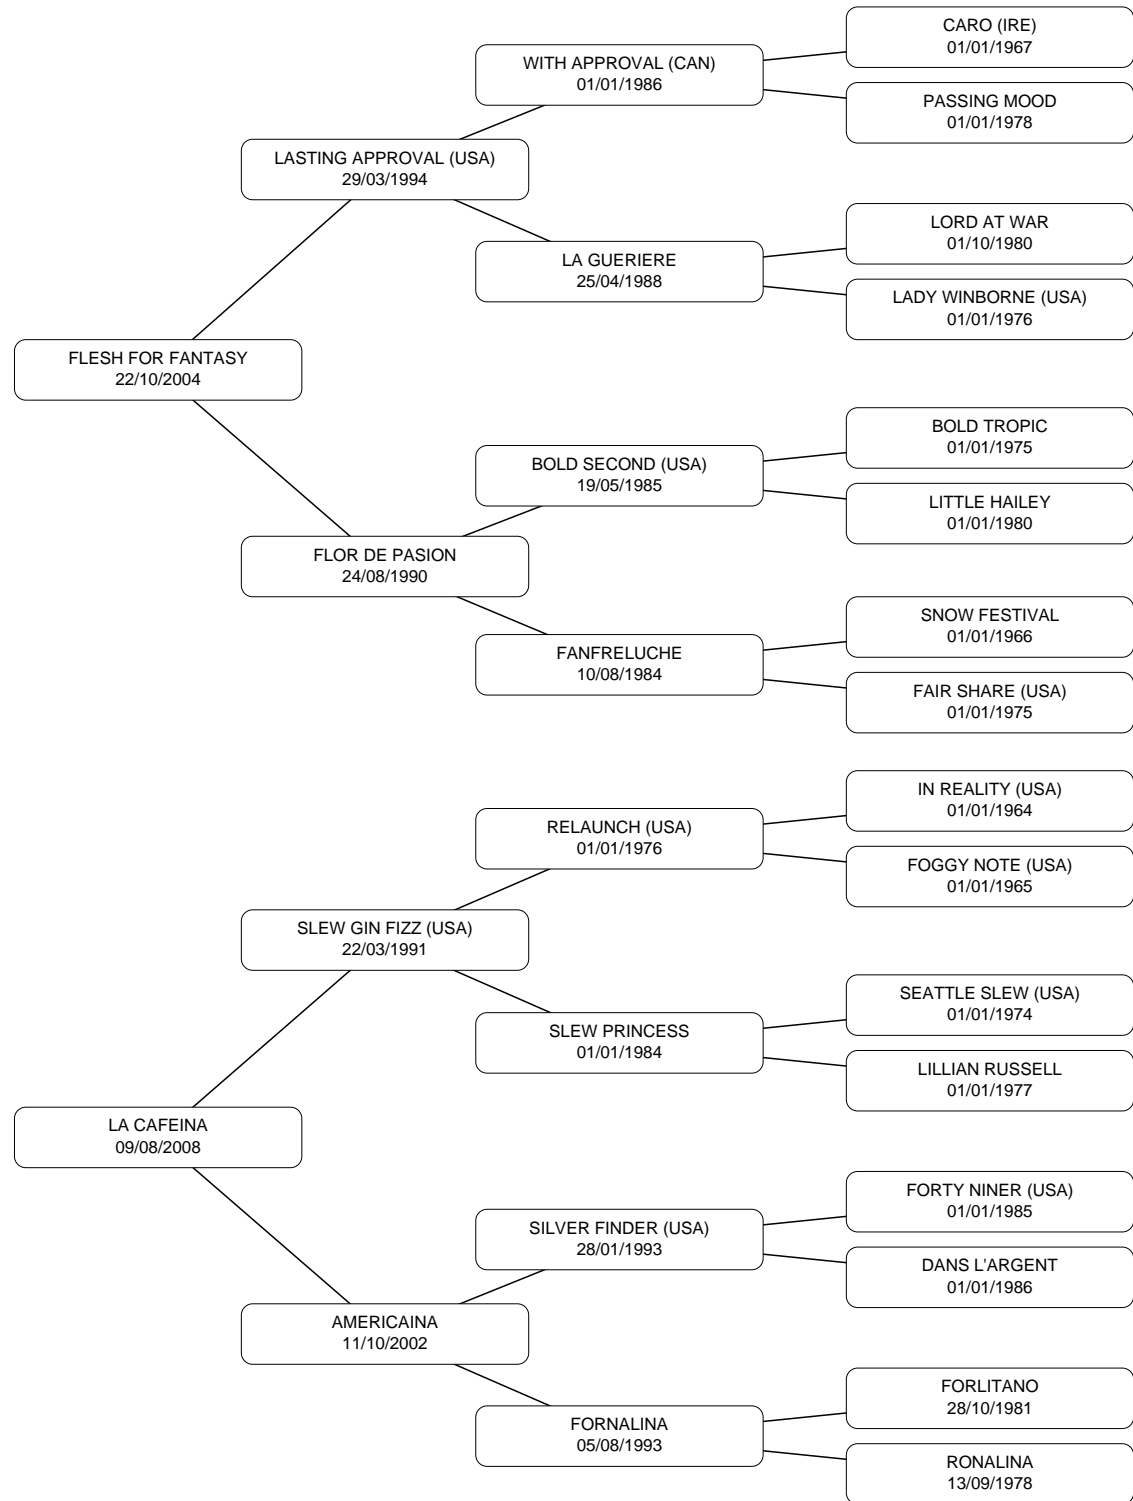 CARO (IRE)
01/01/1967
WITH APPROVAL (CAN)
01/01/1986
PASSING MOOD
01/01/1978
LASTING APPROVAL (USA)
29/03/1994
LORD AT WAR
01/10/1980
LA GUERIERE
25/04/1988
LADY WINBORNE (USA)
01/01/1976
FLESH FOR FANTASY
22/10/2004
BOLD TROPIC
01/01/1975
BOLD SECOND (USA)
19/05/1985
LITTLE HAILEY
01/01/1980
FLOR DE PASION
24/08/1990
SNOW FESTIVAL
01/01/1966
FANFRELUCHE
10/08/1984
FAIR SHARE (USA)
01/01/1975
IN REALITY (USA)
01/01/1964
RELAUNCH (USA)
01/01/1976
FOGGY NOTE (USA)
01/01/1965
SLEW GIN FIZZ (USA)
22/03/1991
SEATTLE SLEW (USA)
01/01/1974
SLEW PRINCESS
01/01/1984
LILLIAN RUSSELL
01/01/1977
LA CAFEINA
09/08/2008
FORTY NINER (USA)
01/01/1985
SILVER FINDER (USA)
28/01/1993
DANS L'ARGENT
01/01/1986
AMERICAINA
11/10/2002
FORLITANO
28/10/1981
FORNALINA
05/08/1993
RONALINA
13/09/1978